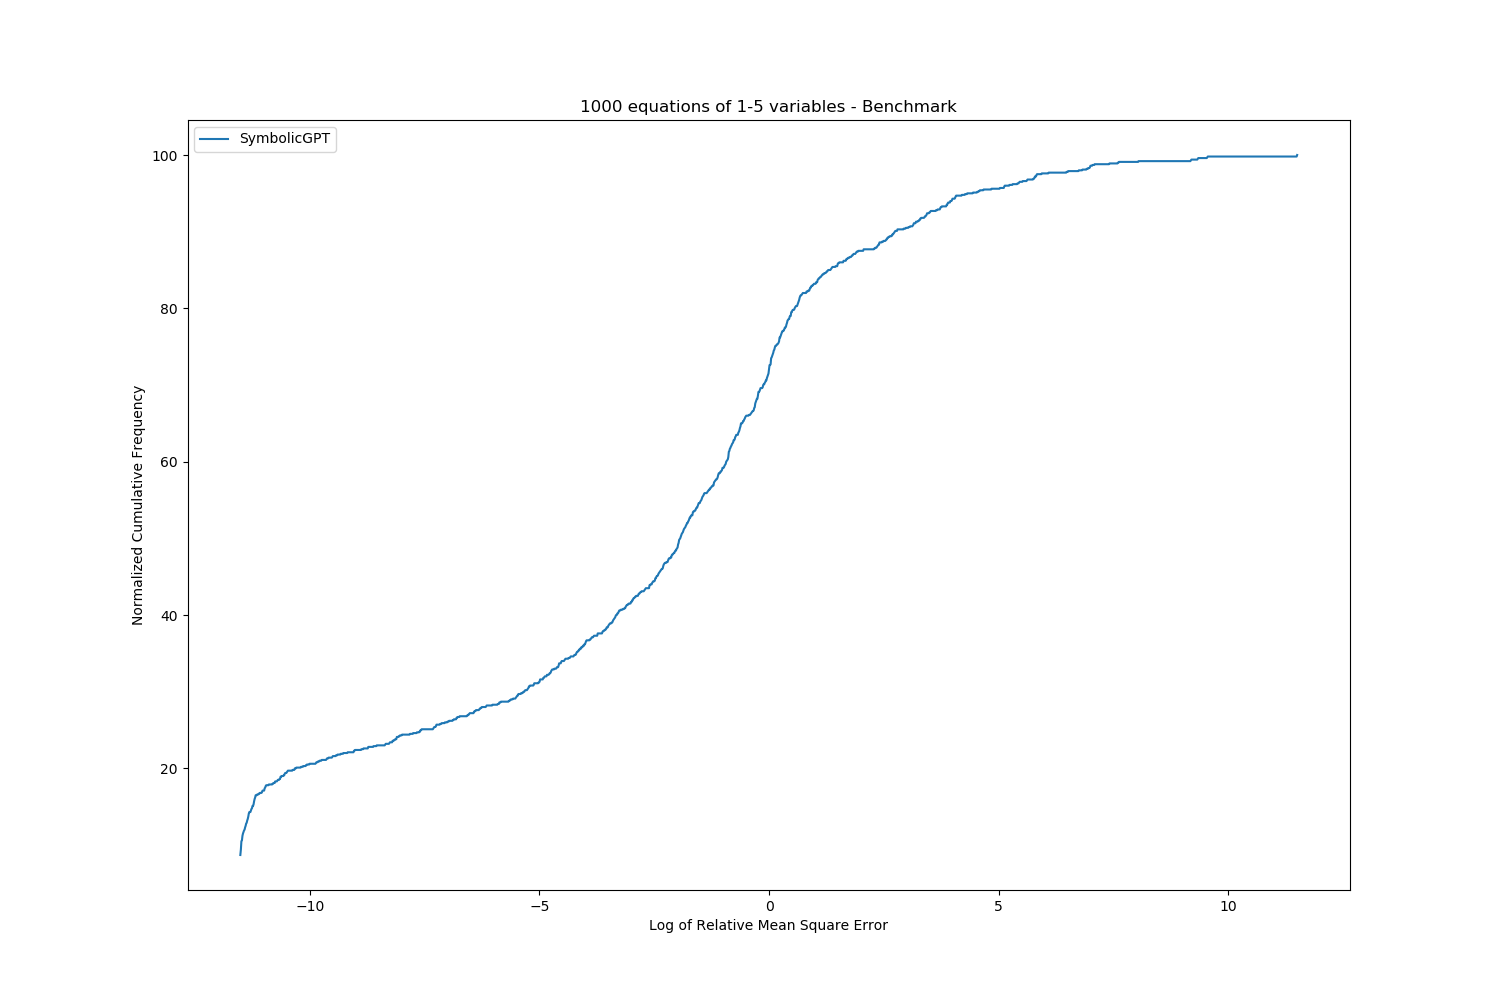 1000 equations of 1-5 variables - Benchmark
SymbolicGPT
100
80
60
40
20
Normalized Cumulative Frequency
−10
−5
0
5
10
Log of Relative Mean Square Error